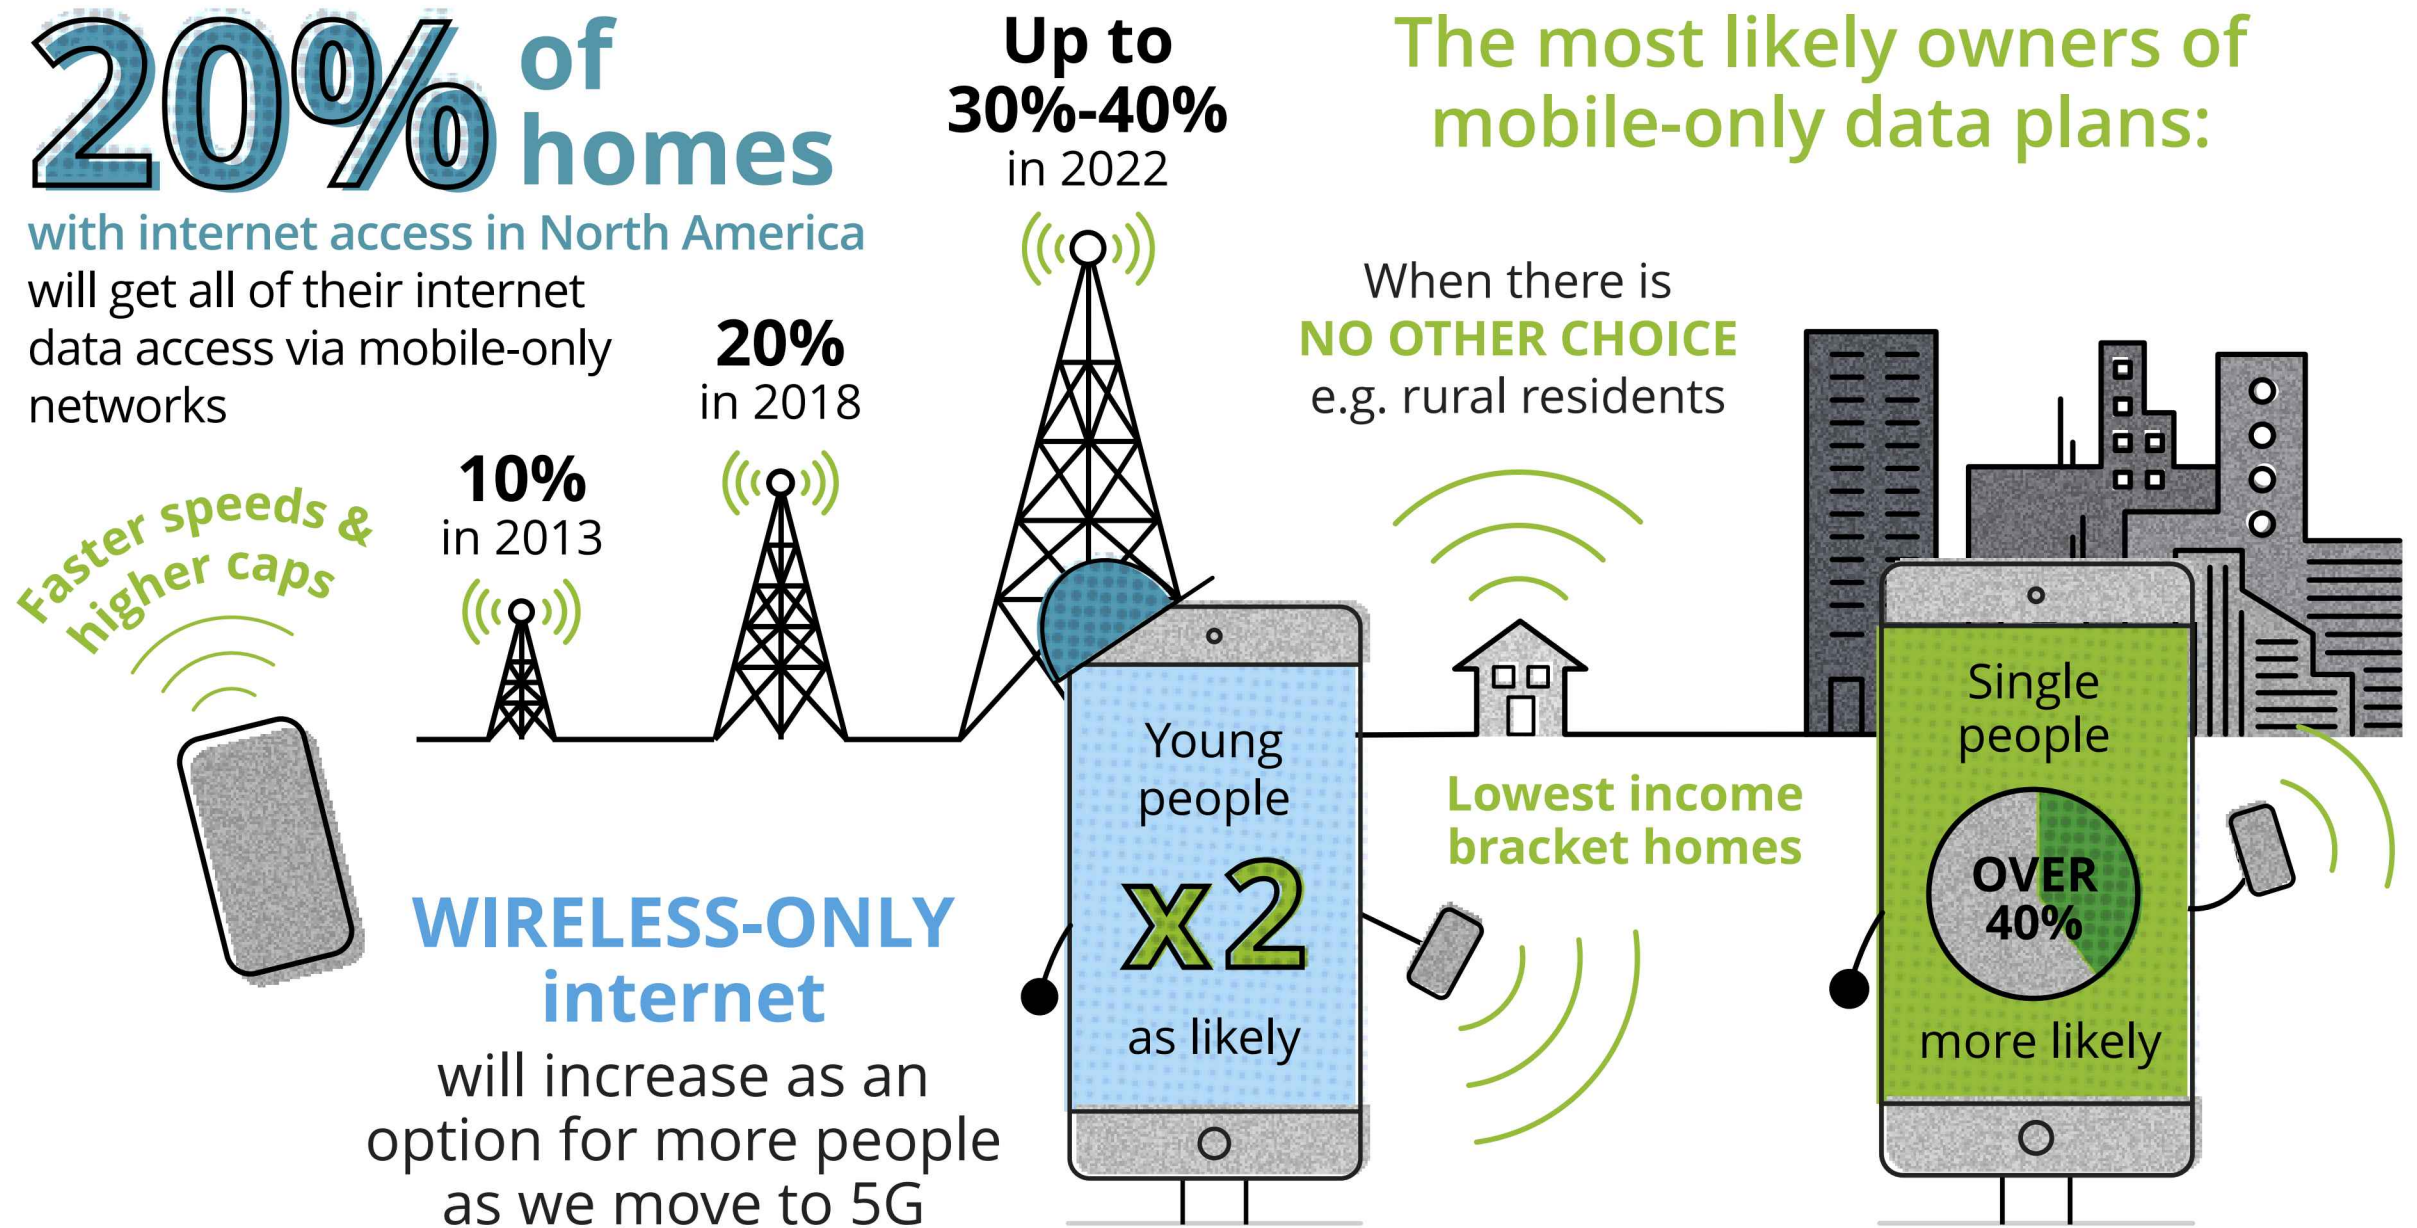 20% of
homes
with internet access in North America
will get all of their internet
data access via mobile-only
networks
Faster speeds &
higher caps
10%
in 2013
20%
in 2018
Up to
30%-40%
in 2022
WIRELESS-ONLY
internet
will increase as an
option for more people
as we move to 5G
The most likely owners of
mobile-only data plans:
When there is
NO OTHER CHOICE
e.g. rural residents
Young
people
x2
as likely
Lowest income
bracket homes
Single
people
OVER
40%
more likely